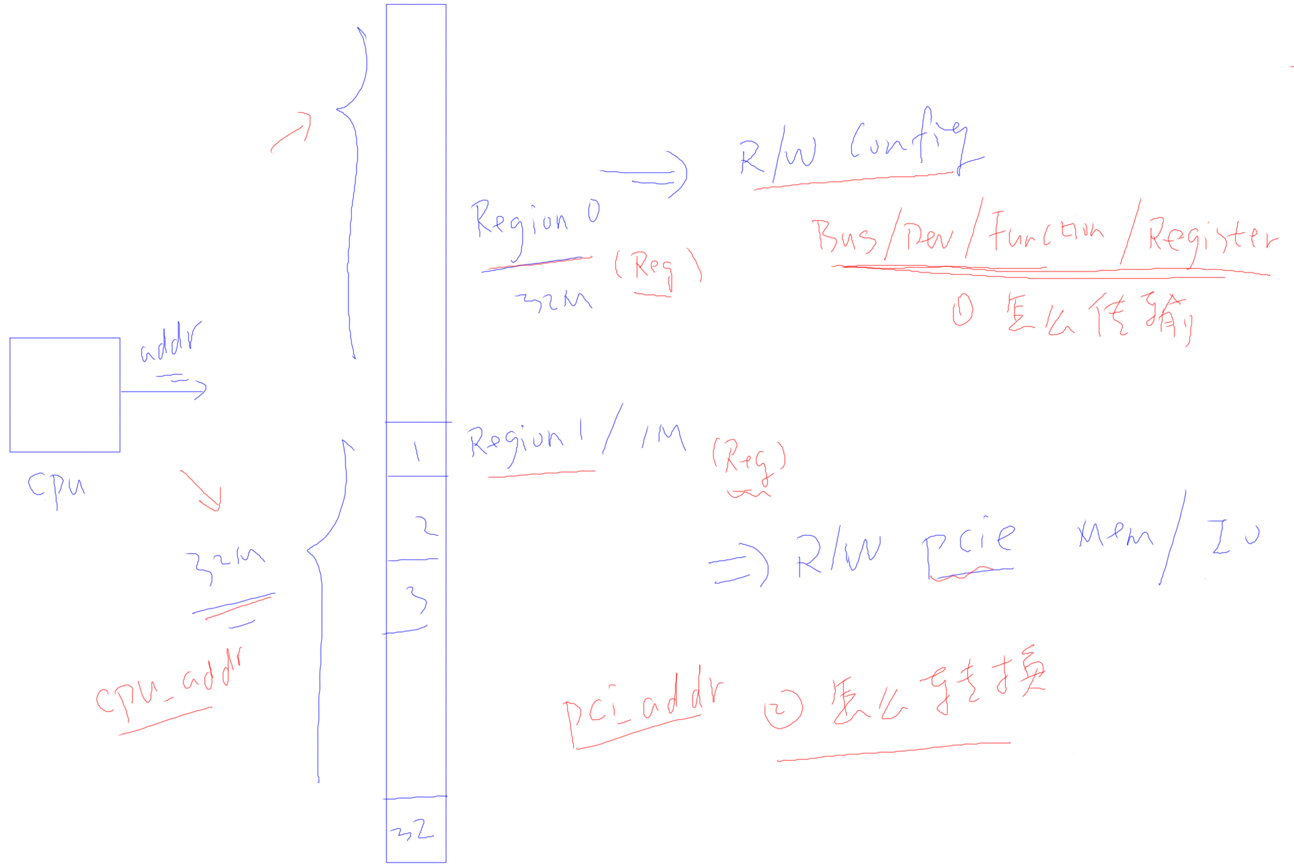 R/W Config
Region 0
(Reg)
32M
Bus/Dev/Function/Register
① 怎么传输
addr
CPU
1
Region 1 / 1M
(Reg)
2
32M
R/W PCIe Mem/IO
3
CPU_addr
pci_addr ② 怎么转换
32